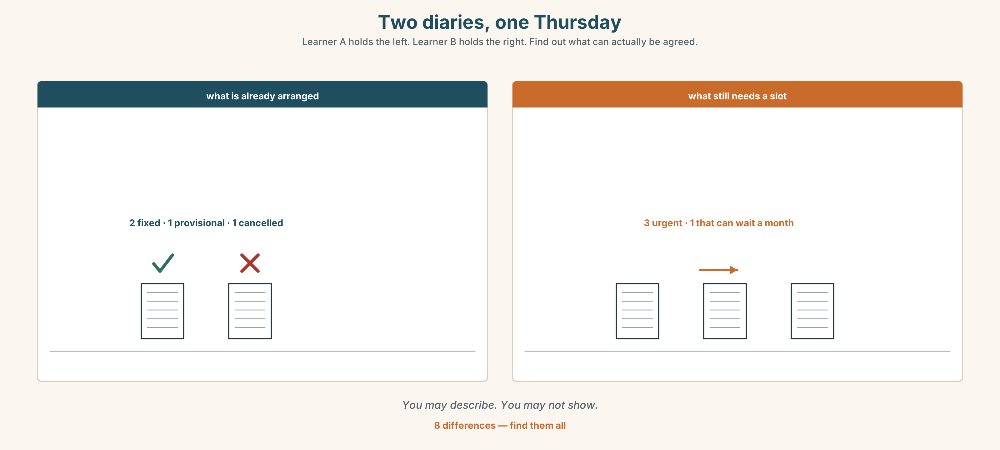 Two diaries, one Thursday
Learner A holds the left. Learner B holds the right. Find out what can actually be agreed.
what is already arranged
2 fixed · 1 provisional · 1 cancelled
what still needs a slot
3 urgent · 1 that can wait a month
You may describe. You may not show.
8 differences — find them all